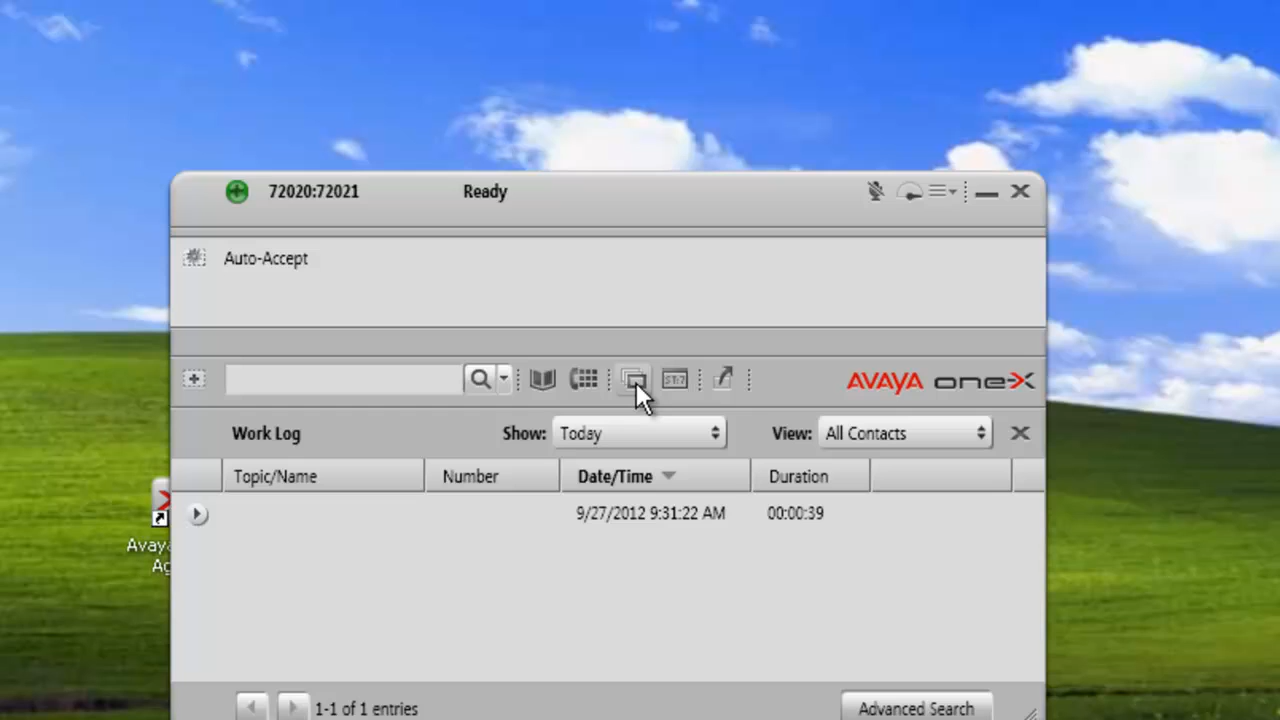 72020:72021 Ready
Auto-Accept
AVAYA one-X
Work Log Show: Today View: All Contacts
Topic/Name Number Date/Time Duration
9/27/2012 9:31:22 AM 00:00:39
Avaya
Ag
1-1 of 1 entries Advanced Search